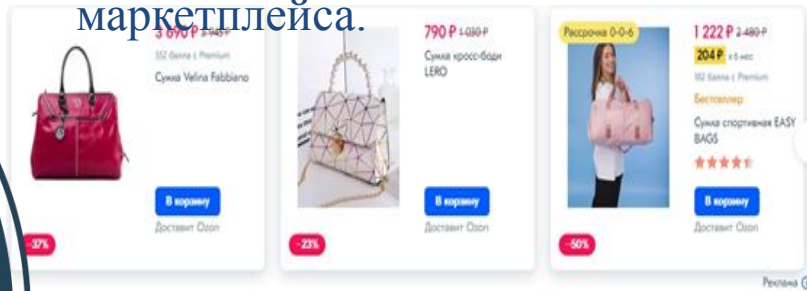 маркетплейса.
3 690 ₽
552 балла с Premium
Сумка Velina Fabbiano
В корзину
Доставит Ozon
-37%
790 ₽ 1 030 ₽
Сумка кросс-боди
LERO
В корзину
Доставит Ozon
-23%
Рассрочка 0-0-6
1 222 ₽ 2 480 ₽
204 ₽ x 6 мес
балла с Premium
Бестселлер
Сумка спортивная EASY
BAGS
В корзину
Доставит Ozon
-50%
Реклама